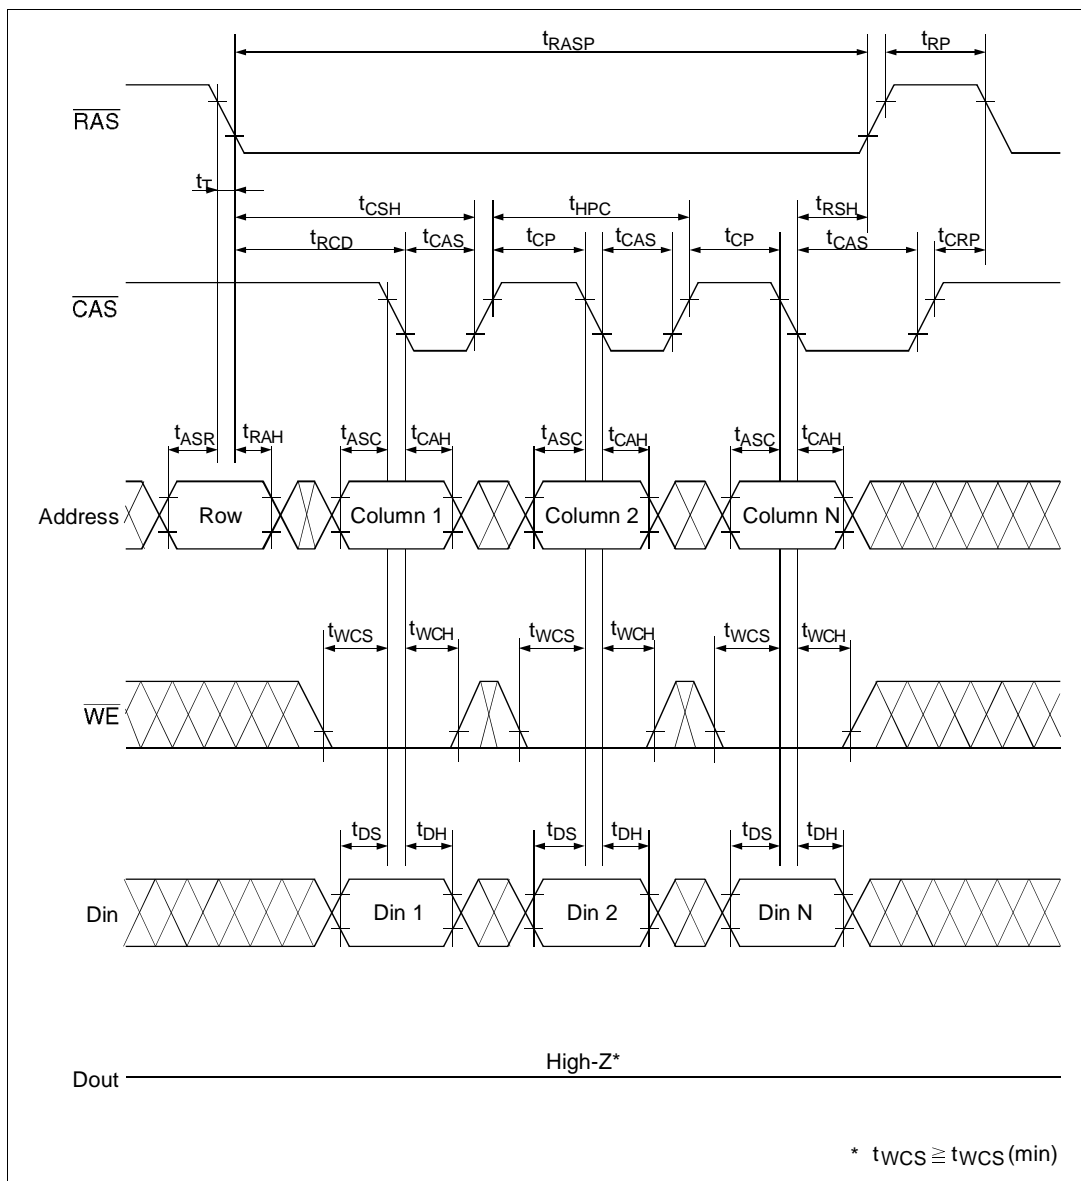 tRASP tRP
RAS
tT
tCSH tHPC tRSH
tRCD tCAS tCP tCAS tCP tCAS tCRP
CAS
tASR tRAH tASC tCAH tASC tCAH tASC tCAH
Address Row Column 1 Column 2 Column N
tWCS tWCH tWCS tWCH tWCS tWCH
WE
tDS tDH tDS tDH tDS tDH
Din Din 1 Din 2 Din N
High-Z*
Dout
* tWCS ≧ tWCS (min)